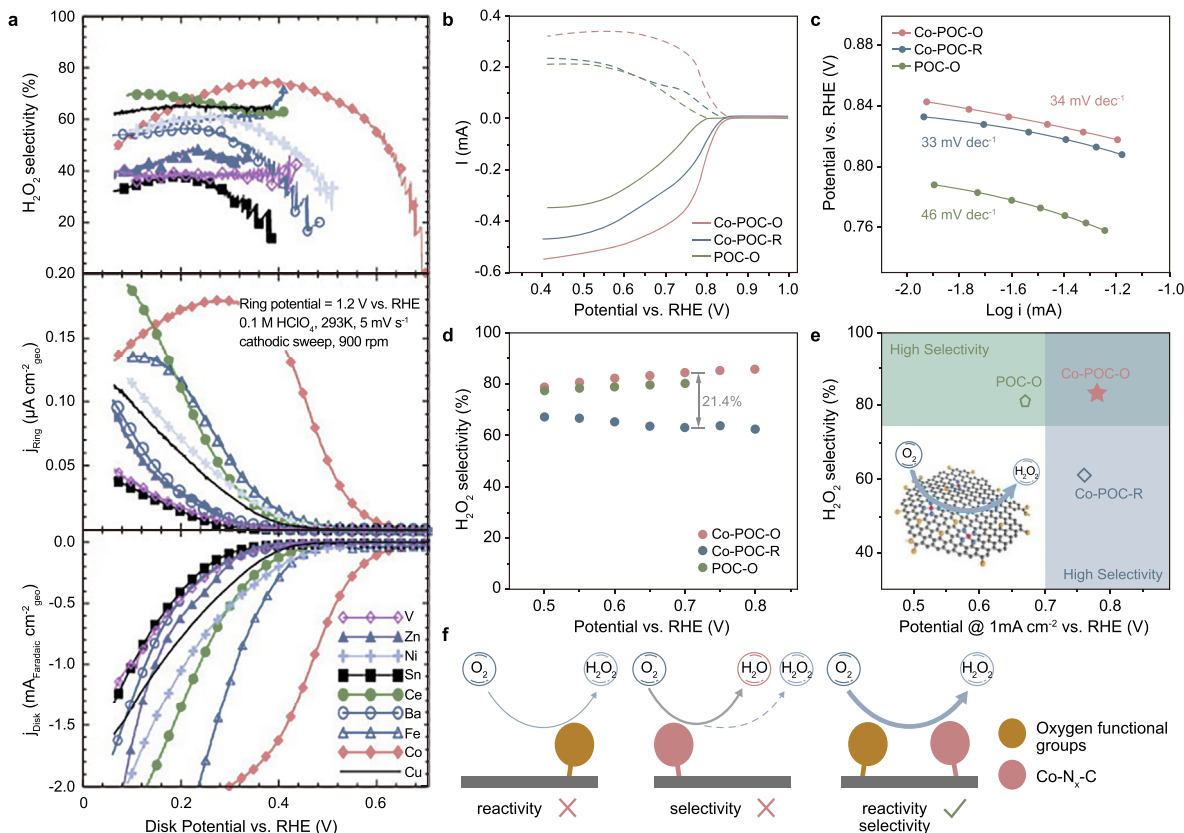 a
100
80
60
40
20
0.20
H₂O₂ selectivity (%)
0.15
0.10
0.05
j_Ring (µA cm⁻²_geo)
Ring potential = 1.2 V vs. RHE
0.1 M HClO₄, 293K, 5 mV s⁻¹
cathodic sweep, 900 rpm
0.0
-0.5
-1.0
-1.5
-2.0
j_Disk (mA_Faradaic cm⁻²_geo)
V
Zn
Ni
Sn
Ce
Ba
Fe
Co
Cu
0 0.2 0.4 0.6
Disk Potential vs. RHE (V)
b
0.4
0.2
0.0
-0.2
-0.4
-0.6
I (mA)
Co-POC-O
Co-POC-R
POC-O
0.4 0.5 0.6 0.7 0.8 0.9 1.0
Potential vs. RHE (V)
c
0.88
0.84
0.80
0.76
Potential vs. RHE (V)
Co-POC-O
Co-POC-R
POC-O
34 mV dec⁻¹
33 mV dec⁻¹
46 mV dec⁻¹
-2.0 -1.8 -1.6 -1.4 -1.2 -1.0
Log i (mA)
d
100
80
60
40
20
0
H₂O₂ selectivity (%)
21.4%
Co-POC-O
Co-POC-R
POC-O
0.5 0.6 0.7 0.8
Potential vs. RHE (V)
e
100
80
60
40
H₂O₂ selectivity (%)
High Selectivity
POC-O
Co-POC-O
O₂
H₂O₂
Co-POC-R
High Selectivity
0.5 0.6 0.7 0.8
Potential @ 1mA cm⁻² vs. RHE (V)
f
O₂ H₂O₂ O₂ H₂O H₂O₂ O₂ H₂O₂
reactivity
selectivity
reactivity
selectivity
Oxygen functional
groups
Co-Nₓ-C